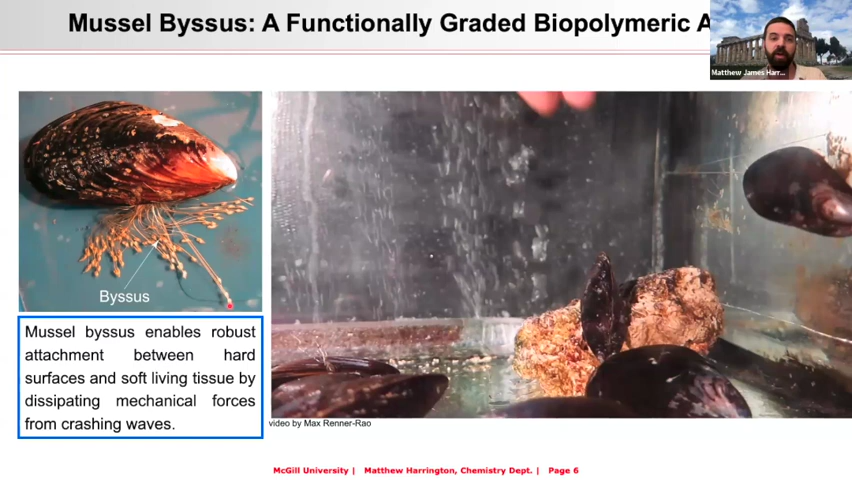 Mussel Byssus: A Functionally Graded Biopolymeric A
Matthew James Harr...
Byssus
Mussel byssus enables robust
attachment between hard
surfaces and soft living tissue by
dissipating mechanical forces
from crashing waves.
video by Max Renner-Rao
McGill University | Matthew Harrington, Chemistry Dept. | Page 6